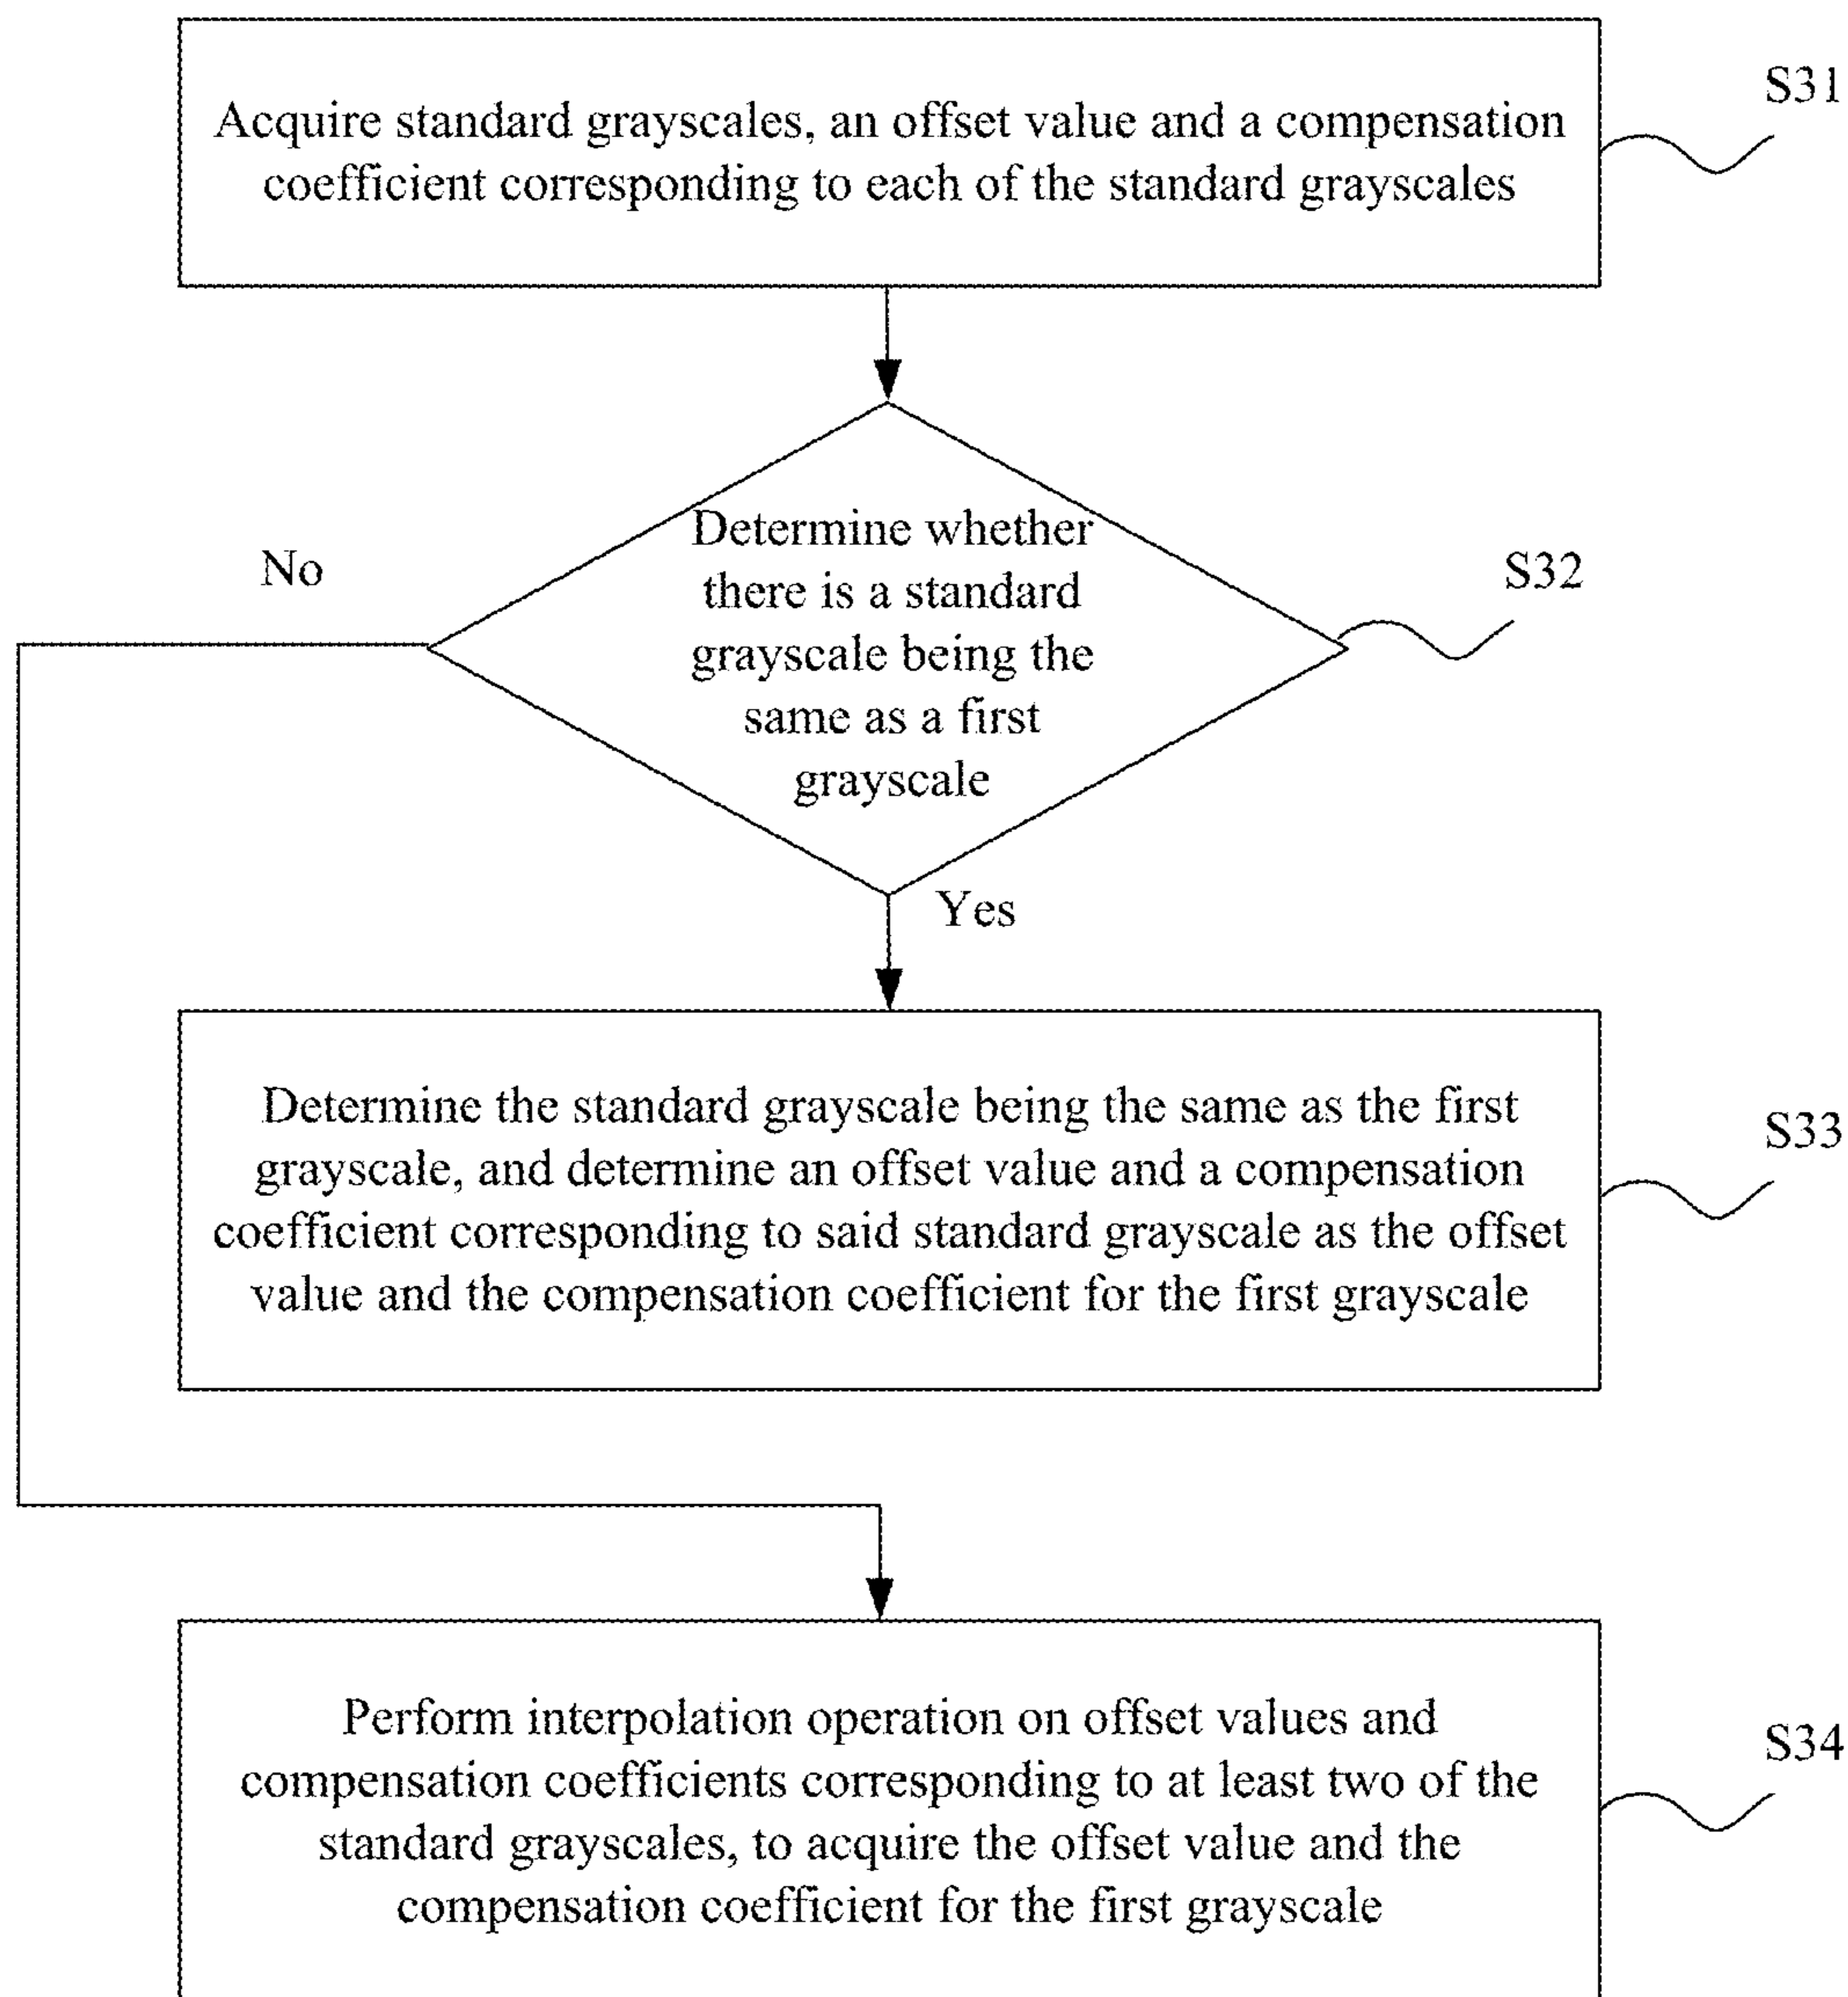 Acquire standard grayscales, an offset value and a compensation
coefficient corresponding to each of the standard grayscales
S31
Determine whether
there is a standard
grayscale being the
same as a first
grayscale
No
S32
Yes
Determine the standard grayscale being the same as the first
grayscale, and determine an offset value and a compensation
coefficient corresponding to said standard grayscale as the offset
value and the compensation coefficient for the first grayscale
S33
Perform interpolation operation on offset values and
compensation coefficients corresponding to at least two of the
standard grayscales, to acquire the offset value and the
compensation coefficient for the first grayscale
S34